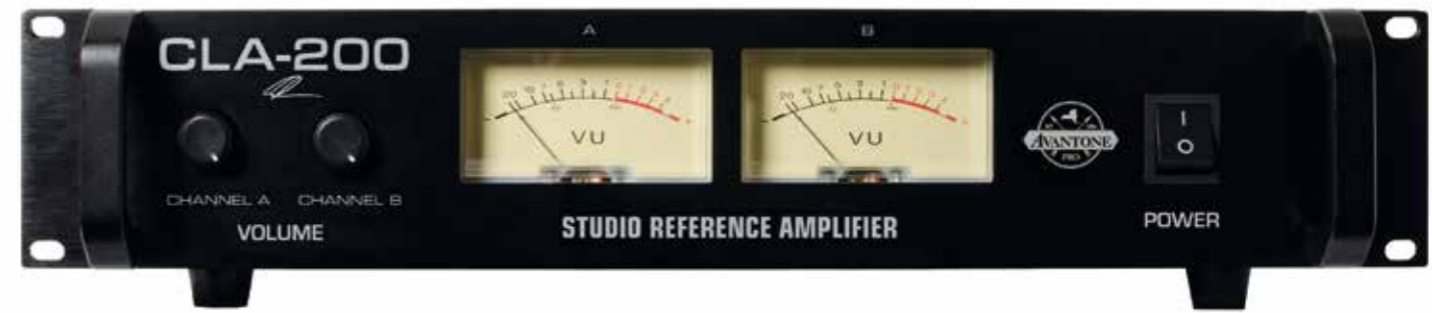 CLA-200
A
B
VU
VU
AVANTONE
PRO
CHANNEL A
CHANNEL B
VOLUME
STUDIO REFERENCE AMPLIFIER
POWER